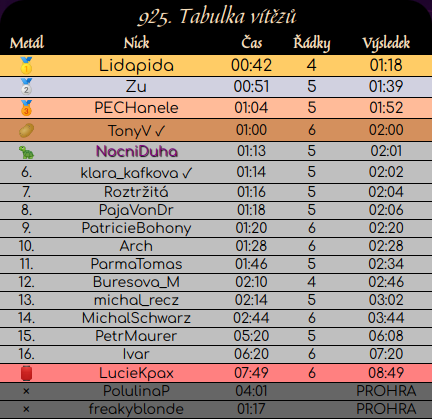 925. Tabulka vítězů
Metál Nick Čas Řádky Výsledek
1 Lidapida 00:42 4 01:18
2 Zu 00:51 5 01:39
3 PECHanele 01:04 5 01:52
TonyV ✓ 01:00 6 02:00
NocniDuha 01:13 5 02:01
6. klara_kafkova ✓ 01:14 5 02:02
7. Roztržitá 01:16 5 02:04
8. PajaVonDr 01:18 5 02:06
9. PatricieBohony 01:20 6 02:20
10. Arch 01:28 6 02:28
11. ParmaTomas 01:46 5 02:34
12. Buresova_M 02:10 4 02:46
13. michal_recz 02:14 5 03:02
14. MichalSchwarz 02:44 6 03:44
15. PetrMaurer 05:20 5 06:08
16. Ivar 06:20 6 07:20
LucieKpax 07:49 6 08:49
× PolulinaP 04:01 PROHRA
× freakyblonde 01:17 PROHRA